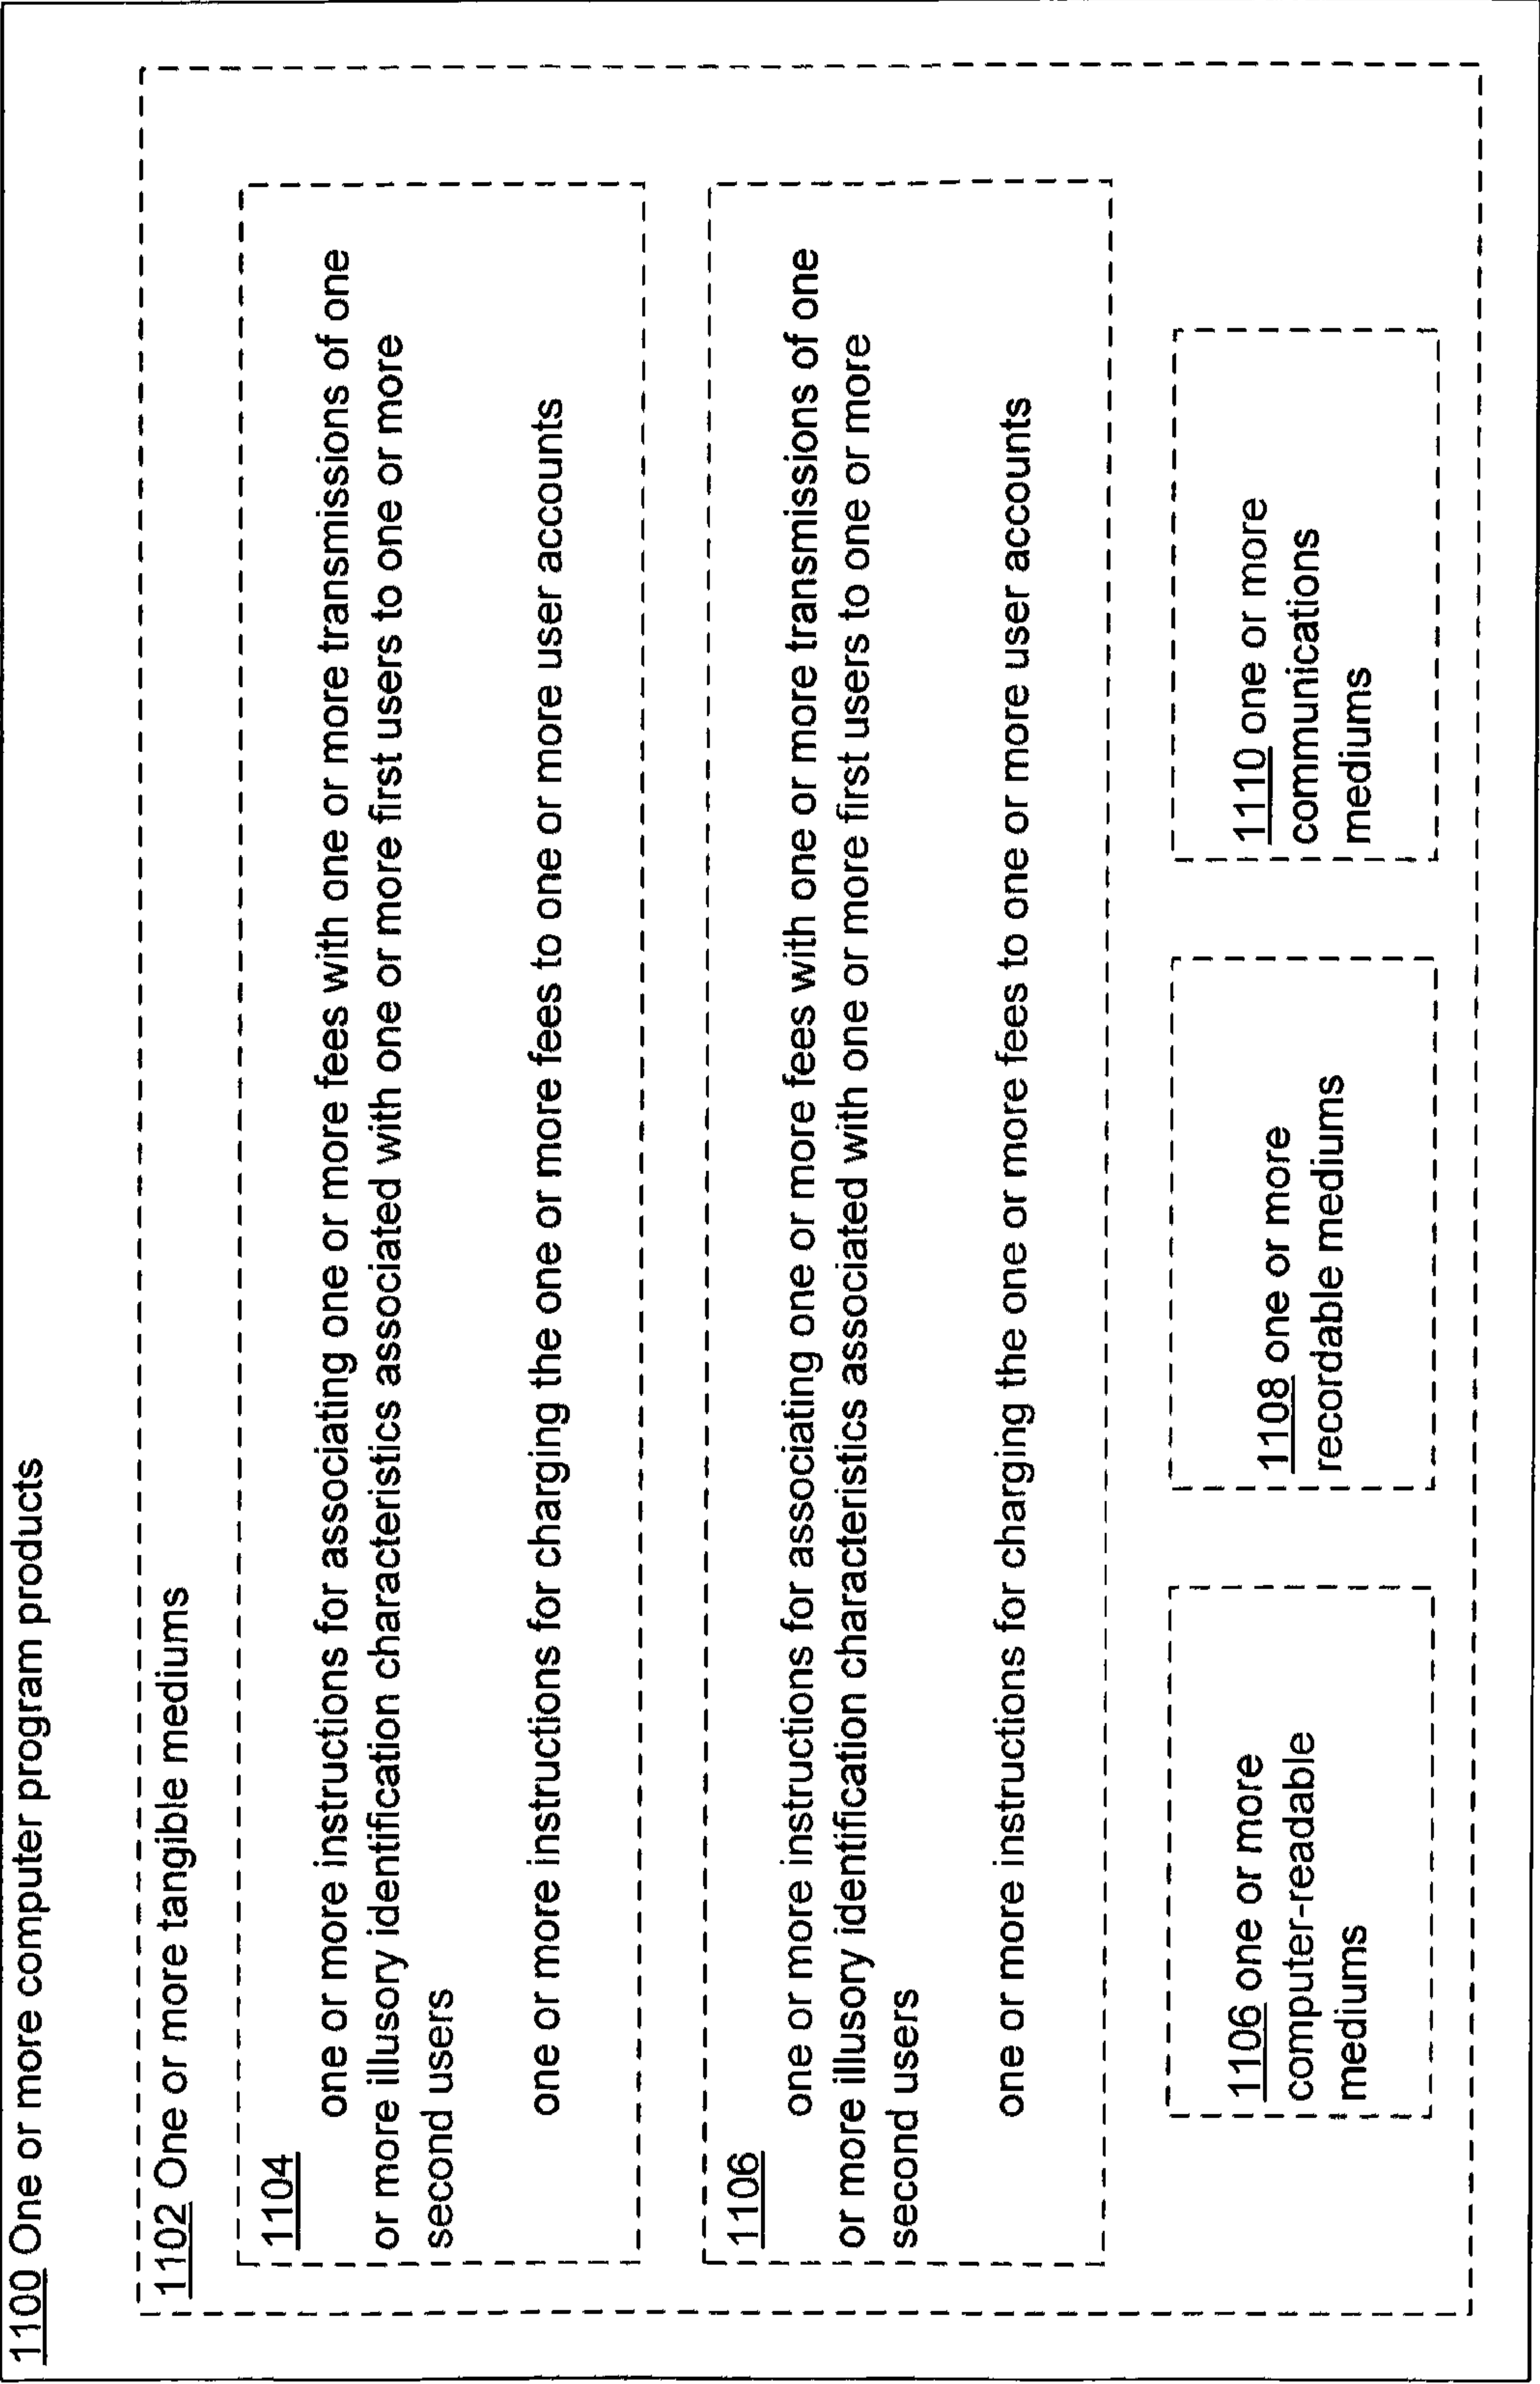 1100 One or more computer program products
1102 One or more tangible mediums
1104
one or more instructions for associating one or more fees with one or more transmissions of one
or more illusory identification characteristics associated with one or more first users to one or more
second users
one or more instructions for charging the one or more fees to one or more user accounts
1106
one or more instructions for associating one or more fees with one or more transmissions of one
or more illusory identification characteristics associated with one or more first users to one or more
second users
one or more instructions for charging the one or more fees to one or more user accounts
1106 one or more
computer-readable
mediums
1108 one or more
recordable mediums
1110 one or more
communications
mediums